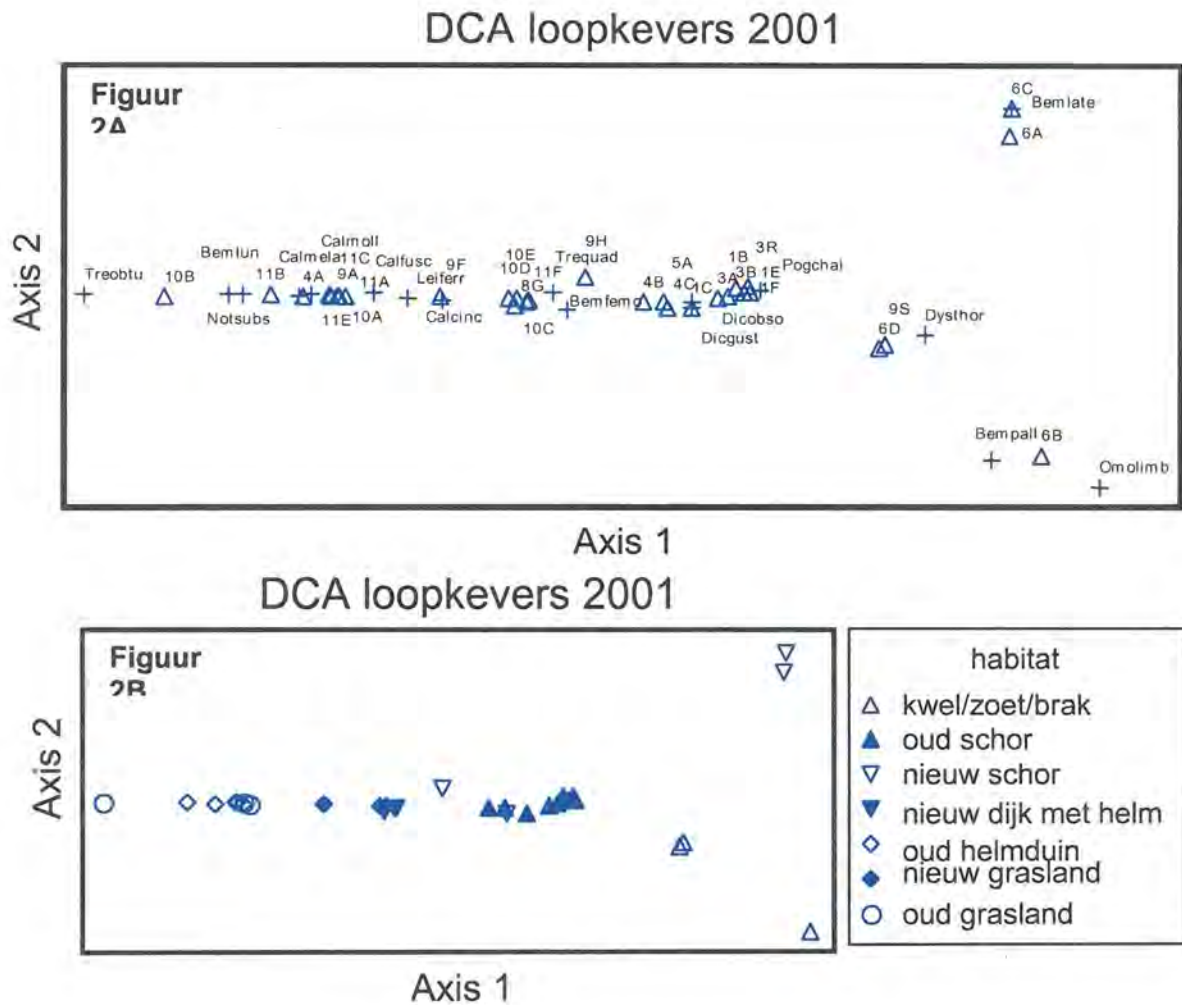 DCA loopkevers 2001
Figuur
2A
6C
Bemlate
6A
Axis 2
Treobtu
10B
Bemlun
Notsubs
11B
Calmela
4A
Calmoll
11C
9A
11E
10A
11A
Calfusc
Leiferr
9F
Calcinc
10E
10D
8G
10C
11F
9H
Trequad
Bemfemo
4B
5A
4C
1C
Dicgust
3A
1B
3B
3R
1E
1F
Dicobso
Pogchal
9S
6D
Dysthor
Bempall
6B
Omolimb
Axis 1
DCA loopkevers 2001
Figuur
2B
Axis 2
Axis 1
habitat
kwel/zoet/brak
oud schor
nieuw schor
nieuw dijk met helm
oud helmduin
nieuw grasland
oud grasland